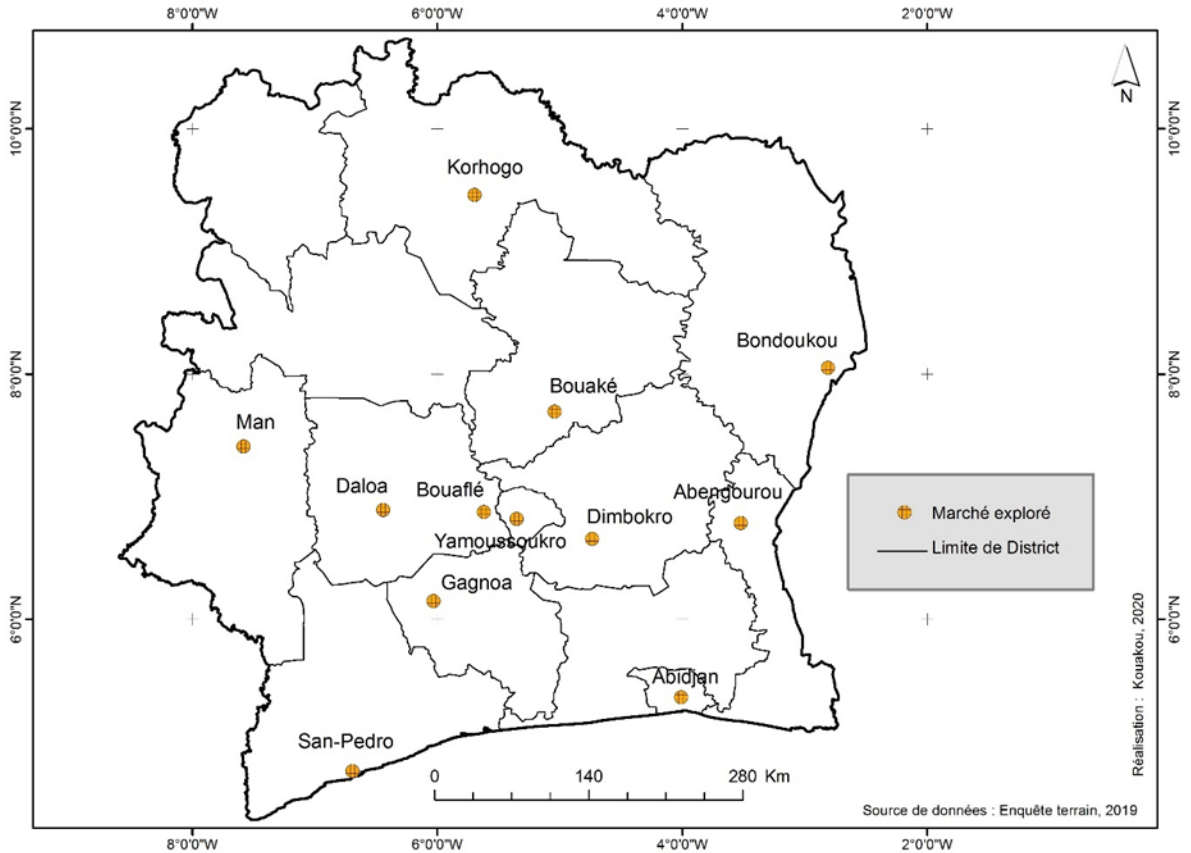 8°0'0"W 6°0'0"W 4°0'0"W 2°0'0"W
N
10°0'0"N 10°0'0"N
Korhogo
Bondoukou
8°0'0"N 8°0'0"N
Bouaké
Man
Daloa Bouaflé Abengourou
Dimbokro
Yamoussoukro
Marché exploré
Limite de District
Gagnoa
6°0'0"N 6°0'0"N
Abidjan
Réalisation : Kouakou, 2020
San-Pedro
0 140 280 Km
Source de données : Enquête terrain, 2019
8°0'0"W 6°0'0"W 4°0'0"W 2°0'0"W